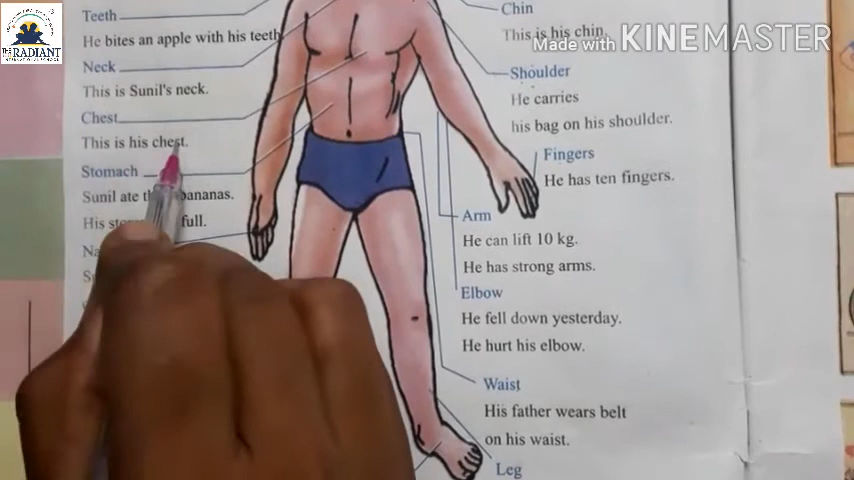 THE RADIANT
INTERNATIONAL SCHOOL
Made with KINEMASTER
Teeth
He bites an apple with his teeth
Neck
This is Sunil's neck.
Chest
This is his chest.
Stomach
Sunil ate bananas.
His full.
Chin
This is his chin.
Shoulder
He carries
his bag on his shoulder.
Fingers
He has ten fingers.
Arm
He can lift 10 kg.
He has strong arms.
Elbow
He fell down yesterday.
He hurt his elbow.
Waist
His father wears belt
on his waist.
Leg